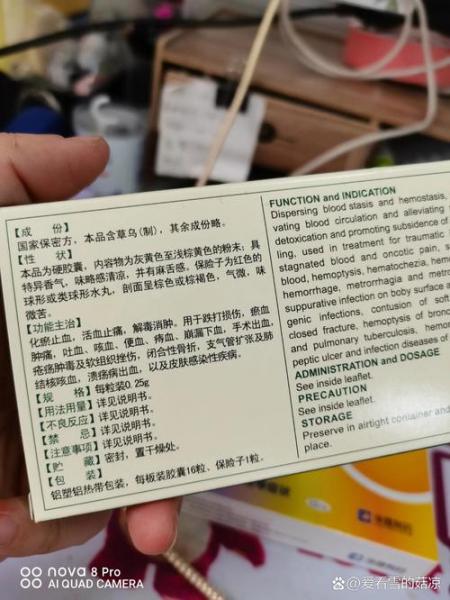 【成 份】
国家保密方，本品含草乌(制)，其余成份略。
【性 状】
本品为硬胶囊，内容物为灰黄色至浅棕黄色的粉末；具
特异香气，味略感清凉，并有麻舌感。保险子为红色的
球形或类球形水丸，剖面呈棕色或棕褐色，气微，味
微苦。
【功能主治】
化瘀止血，活血止痛，解毒消肿。用于跌打损伤，瘀血
肿痛，吐血、咳血、便血、痔血、崩漏下血，手术出血，
疮疡肿毒及软组织挫伤，闭合性骨折，支气管扩张及肺
结核咳血，溃疡病出血，以及皮肤感染性疾病。
【规 格】每粒装0.25g
【用法用量】详见说明书。
【不良反应】详见说明书。
【禁 忌】详见说明书。
【注意事项】详见说明书。
【贮 藏】密封，置干燥处。
【包 装】
铝塑铝热带包装，每板装胶囊16粒、保险子1粒。
FUNCTION and INDICATION
Dispersing blood stasis and hemostasis,
vating blood circulation and alleviating
detoxication and promoting subsidence of
ling, used in treatment for traumatic
stagnated blood and oncotic pain, s
blood, hemoptysis, hematochezia, hemo
hemorrhage, metrorrhagia and metro
suppurative infection on boby surface a
genic infections, contusion of soft
closed fracture, hemoptysis of bronc
and pulmonary tuberculosis, hemo
peptic ulcer and infection diseases of
ADMINISTRATION and DOSAGE
See inside leaflet.
PRECAUTION
See inside leaflet.
STORAGE
Preserve in airtight container and
place.
nova 8 Pro
AI QUAD CAMERA
Bai百科@爱看雪的菇凉